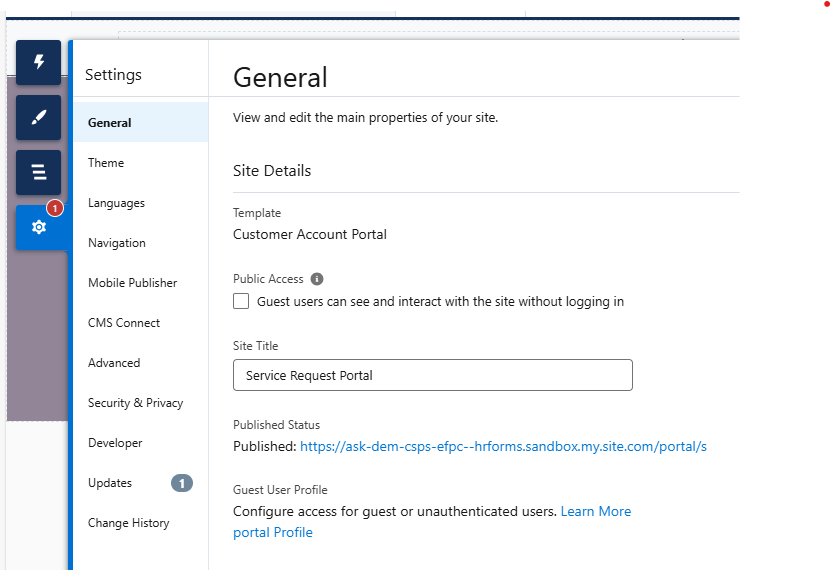 Settings
General
Theme
Languages
Navigation
Mobile Publisher
CMS Connect
Advanced
Security & Privacy
Developer
Updates 1
Change History
1
General
View and edit the main properties of your site.
Site Details
Template
Customer Account Portal
Public Access
Guest users can see and interact with the site without logging in
Site Title
Service Request Portal
Published Status
Published: https://ask-dem-csps-efpc--hrforms.sandbox.my.site.com/portal/s
Guest User Profile
Configure access for guest or unauthenticated users. Learn More
portal Profile